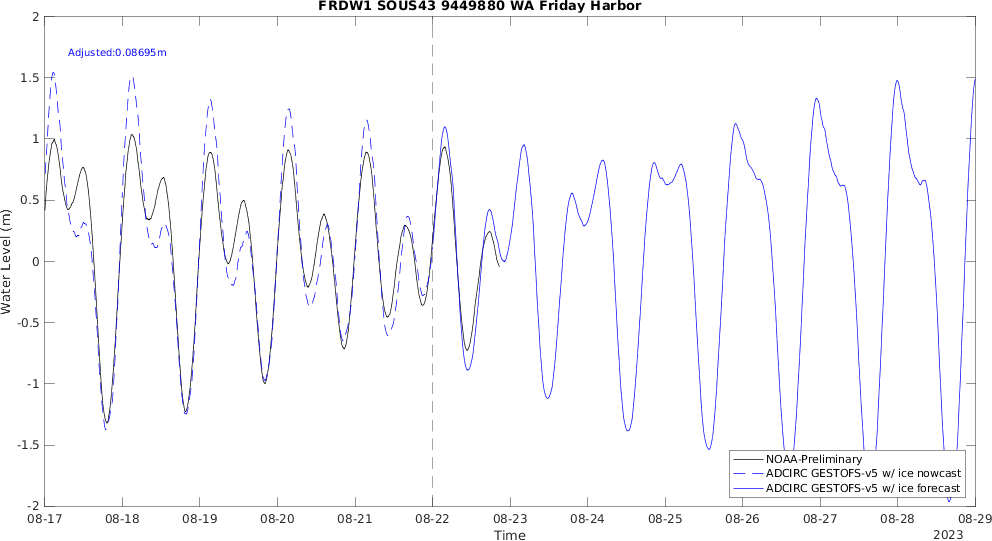 FRDW1 SOUS43 9449880 WA Friday Harbor
Adjusted:0.08695m
2
1.5
1
0.5
0
-0.5
-1
-1.5
-2
Water Level (m)
NOAA-Preliminary
ADCIRC GESTOFS-v5 w/ ice nowcast
ADCIRC GESTOFS-v5 w/ ice forecast
08-17 08-18 08-19 08-20 08-21 08-22 08-23 08-24 08-25 08-26 08-27 08-28 08-29
Time
2023